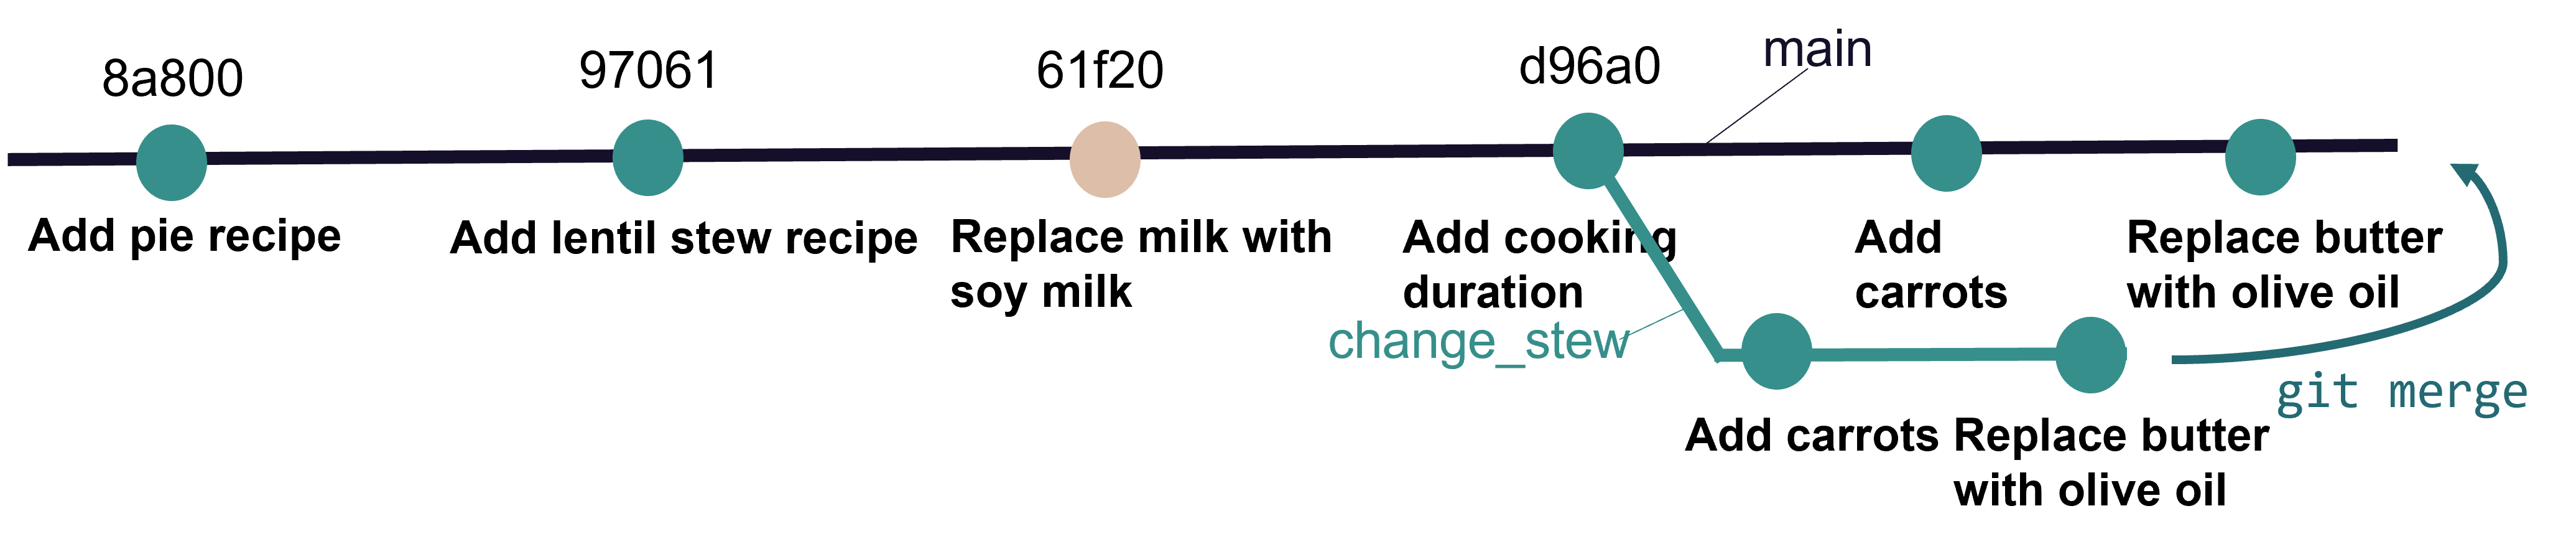 8a800
97061
61f20
d96a0
main
Add pie recipe
Add lentil stew recipe
Replace milk with
soy milk
Add cooking
duration
Add
carrots
Replace butter
with olive oil
change_stew
git merge
Add carrots
Replace butter
with olive oil